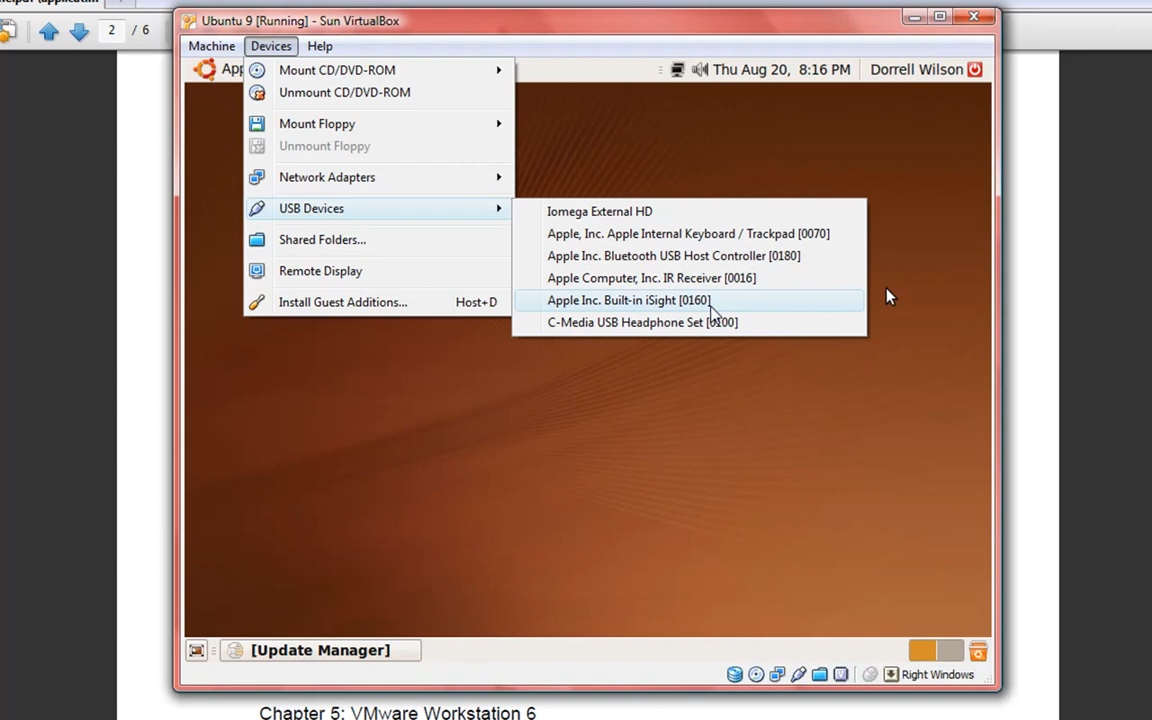 2 / 6
Ubuntu 9 [Running] - Sun VirtualBox
Machine Devices Help
App
Thu Aug 20, 8:16 PM Dorrell Wilson
Mount CD/DVD-ROM
Unmount CD/DVD-ROM
Mount Floppy
Unmount Floppy
Network Adapters
USB Devices
Shared Folders...
Remote Display
Install Guest Additions... Host+D
Iomega External HD
Apple, Inc. Apple Internal Keyboard / Trackpad [0070]
Apple Inc. Bluetooth USB Host Controller [0180]
Apple Computer, Inc. IR Receiver [0016]
Apple Inc. Built-in iSight [0160]
C-Media USB Headphone Set [0100]
[Update Manager]
Right Windows
Chapter 5: VMware Workstation 6